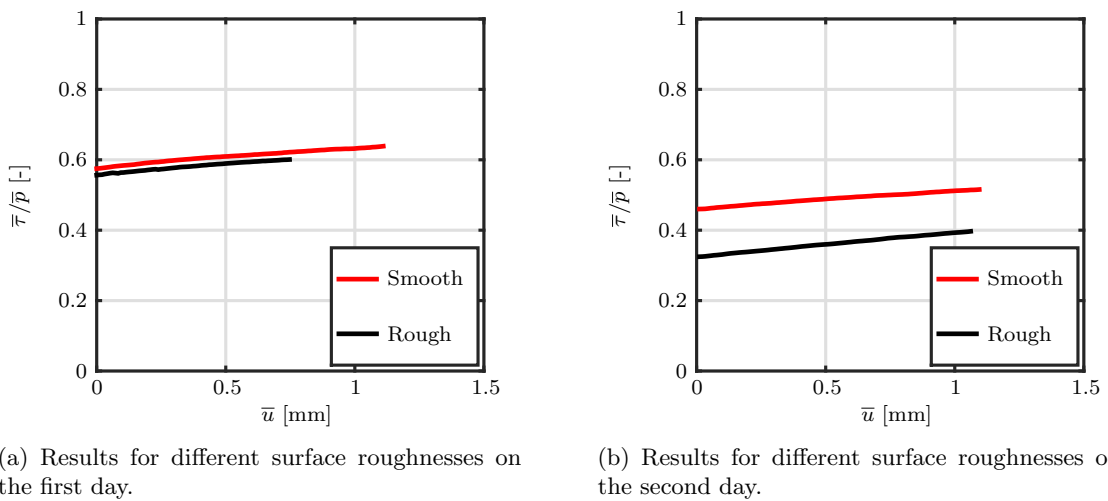 1
0.8
0.6
0.4
0.2
0
τ̅/p̅ [-]
Smooth
Rough
0 0.5 1 1.5
u̅ [mm]
(a) Results for different surface roughnesses on
the first day.
1
0.8
0.6
0.4
0.2
0
τ̅/p̅ [-]
Smooth
Rough
0 0.5 1 1.5
u̅ [mm]
(b) Results for different surface roughnesses o
the second day.